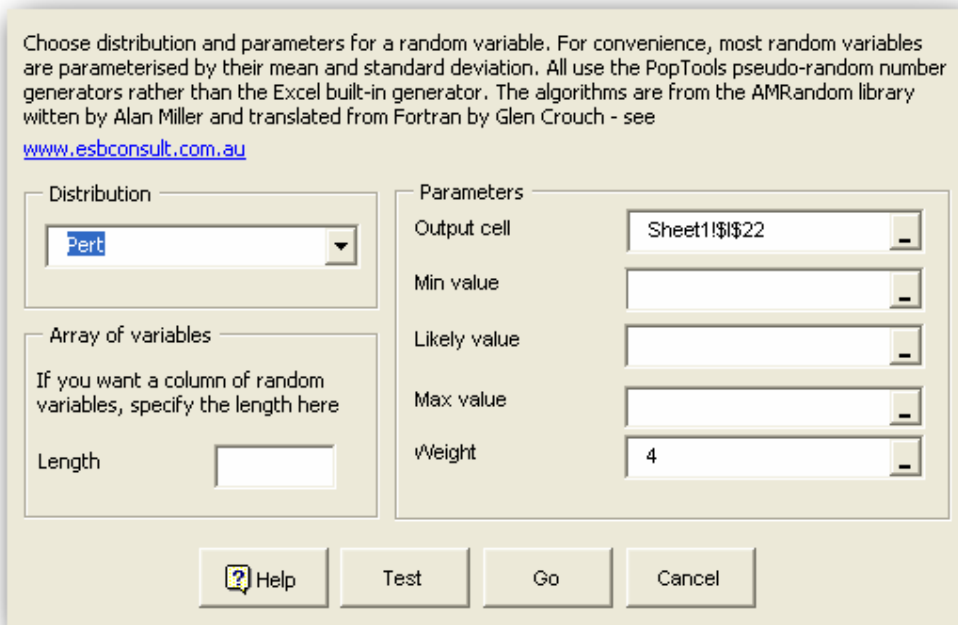 Choose distribution and parameters for a random variable. For convenience, most random variables
are parameterised by their mean and standard deviation. All use the PopTools pseudo-random number
generators rather than the Excel built-in generator. The algorithms are from the AMRandom library
witten by Alan Miller and translated from Fortran by Glen Crouch - see
www.esbconsult.com.au
Distribution
Pert
Array of variables
If you want a column of random
variables, specify the length here
Length
Parameters
Output cell
Sheet1!$I$22
Min value
Likely value
Max value
Weight
4
Help
Test
Go
Cancel